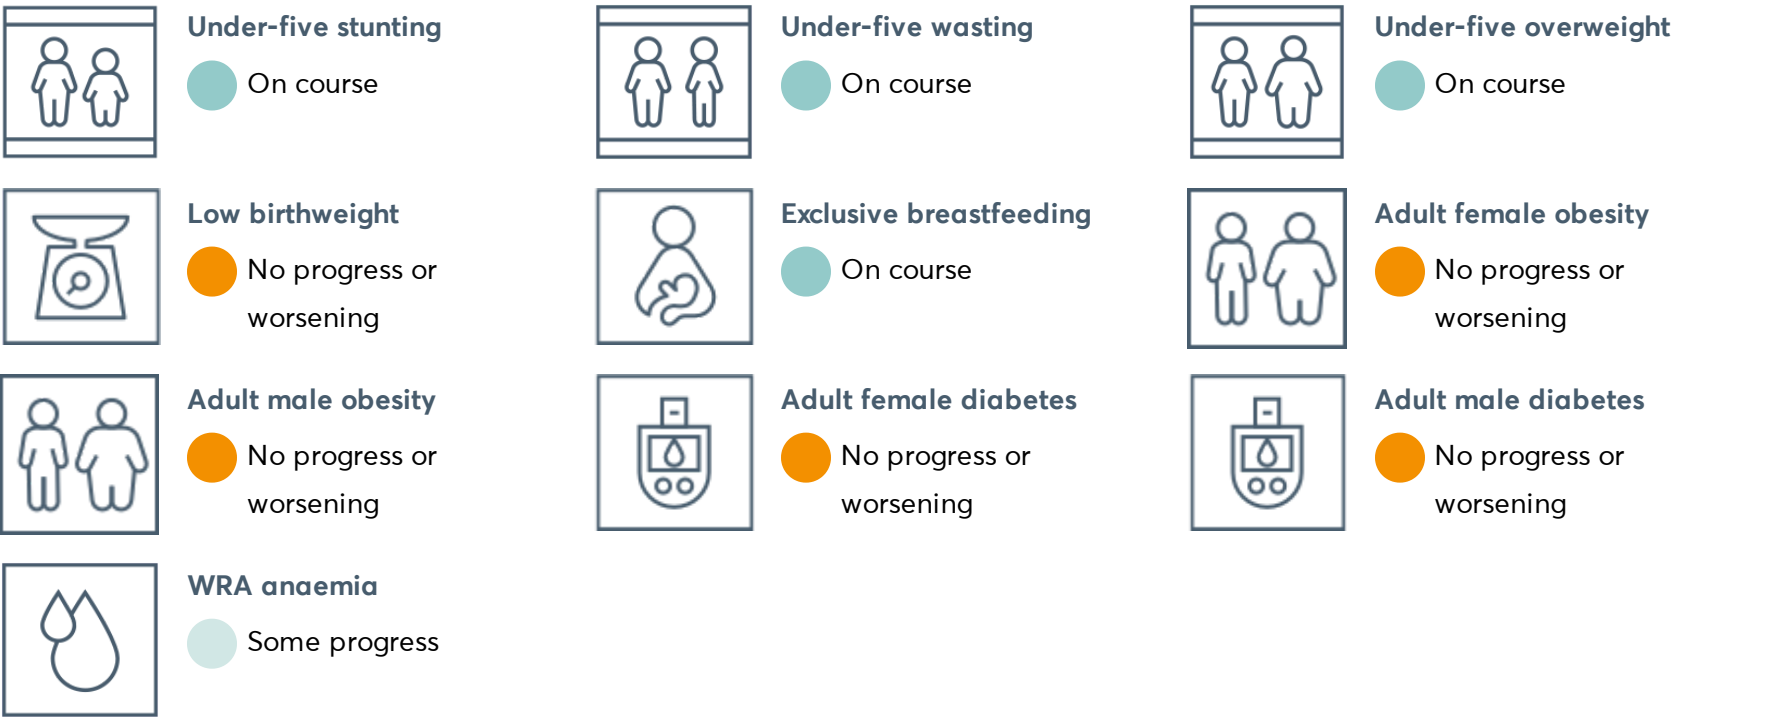 Under-five stunting
On course
Under-five wasting
On course
Under-five overweight
On course
Low birthweight
No progress or
worsening
Exclusive breastfeeding
On course
Adult female obesity
No progress or
worsening
Adult male obesity
No progress or
worsening
Adult female diabetes
No progress or
worsening
Adult male diabetes
No progress or
worsening
WRA anaemia
Some progress